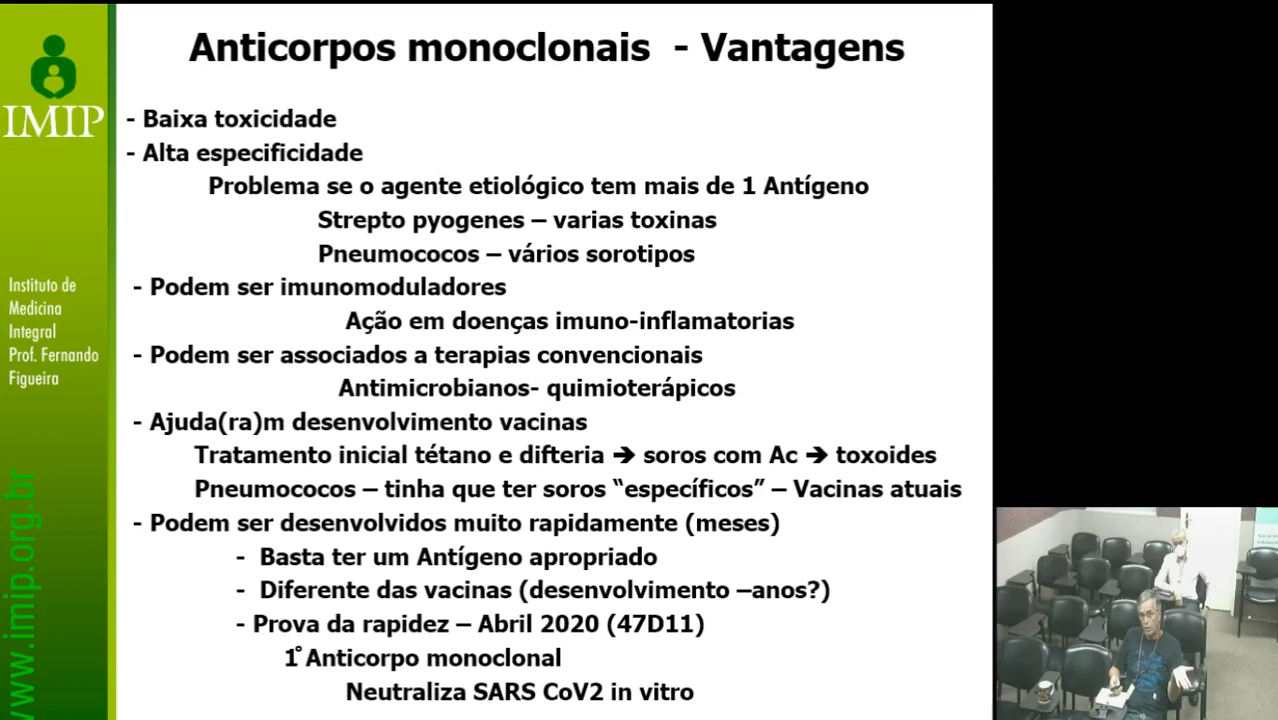 Anticorpos monoclonais - Vantagens
IMIP
Instituto de
Medicina
Integral
Prof. Fernando
Figueira
www.imip.org.br
- Baixa toxicidade
- Alta especificidade
Problema se o agente etiológico tem mais de 1 Antígeno
Strepto pyogenes – varias toxinas
Pneumococos – vários sorotipos
- Podem ser imunomoduladores
Ação em doenças imuno-inflamatorias
- Podem ser associados a terapias convencionais
Antimicrobianos- quimioterápicos
- Ajuda(ra)m desenvolvimento vacinas
Tratamento inicial tétano e difteria ➔ soros com Ac ➔ toxoides
Pneumococos – tinha que ter soros “específicos” – Vacinas atuais
- Podem ser desenvolvidos muito rapidamente (meses)
- Basta ter um Antígeno apropriado
- Diferente das vacinas (desenvolvimento –anos?)
- Prova da rapidez – Abril 2020 (47D11)
1° Anticorpo monoclonal
Neutraliza SARS CoV2 in vitro